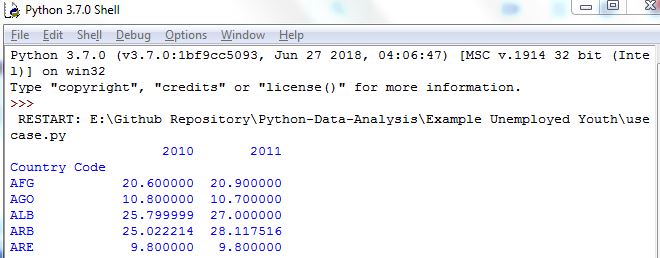 Python 3.7.0 Shell
File Edit Shell Debug Options Window Help
Python 3.7.0 (v3.7.0:1bf9cc5093, Jun 27 2018, 04:06:47) [MSC v.1914 32 bit (Inte
l)] on win32
Type "copyright", "credits" or "license()" for more information.
>>>
RESTART: E:\Github Repository\Python-Data-Analysis\Example Unemployed Youth\use
case.py
2010 2011
Country Code
AFG 20.600000 20.900000
AGO 10.800000 10.700000
ALB 25.799999 27.000000
ARB 25.022214 28.117516
ARE 9.800000 9.800000